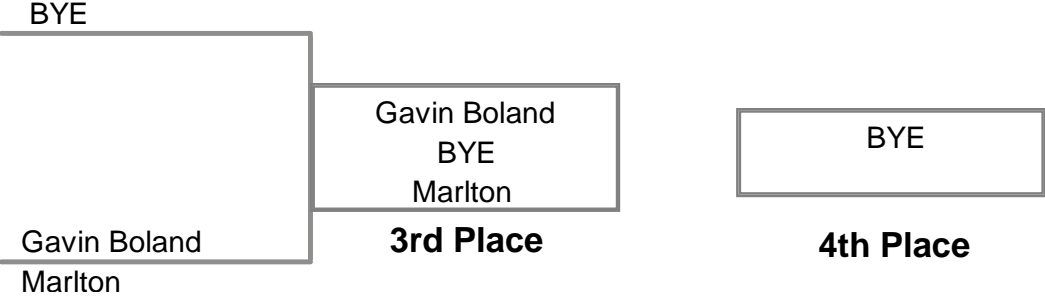 BYE
Gavin Boland
BYE
Marlton
BYE
Gavin Boland
3rd Place
4th Place
Marlton